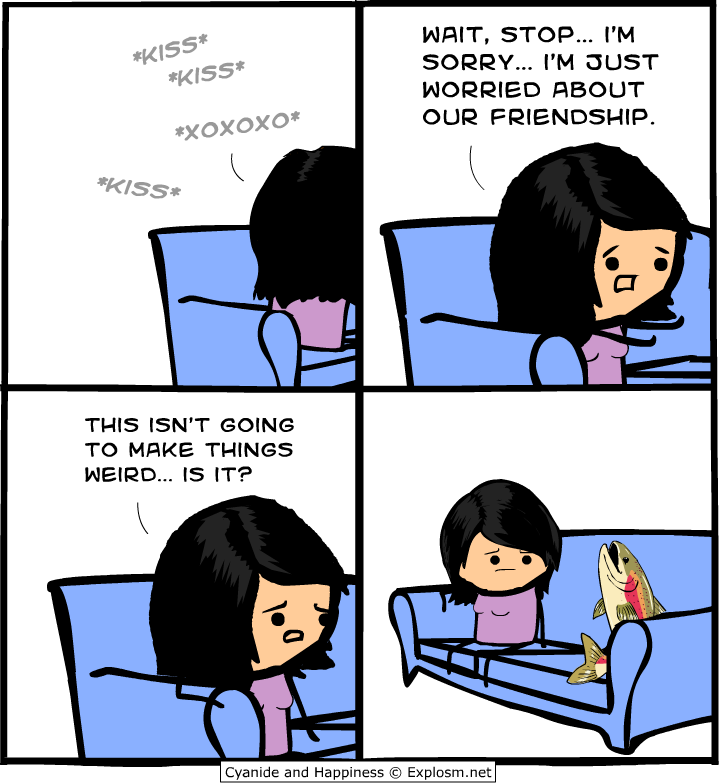 *KISS*
*KISS*
*XOXOXO*
*KISS*
WAIT, STOP... I'M
SORRY... I'M JUST
WORRIED ABOUT
OUR FRIENDSHIP.
THIS ISN'T GOING
TO MAKE THINGS
WEIRD... IS IT?
Cyanide and Happiness © Explosm.net